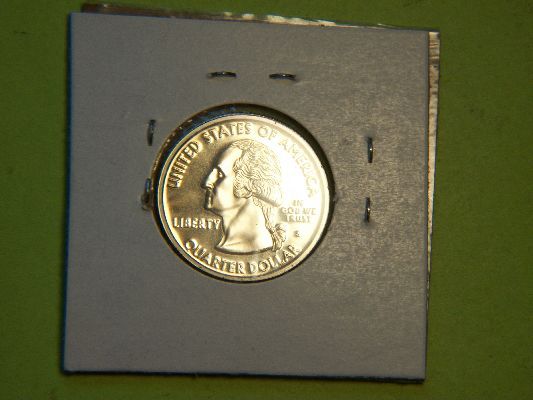 UNITED STATES OF AMERICA
LIBERTY
IN
GOD WE
TRUST
S
QUARTER DOLLAR